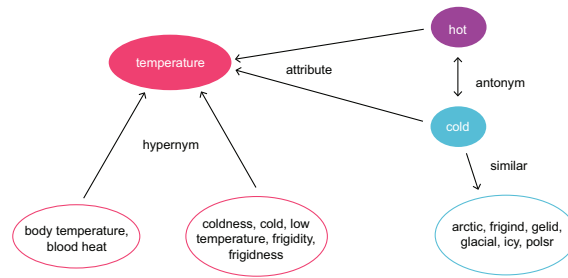 hot
temperature
attribute
antonym
cold
hypernym
similar
body temperature,
blood heat
coldness, cold, low
temperature, frigidity,
frigidness
arctic, frigind, gelid,
glacial, icy, polsr